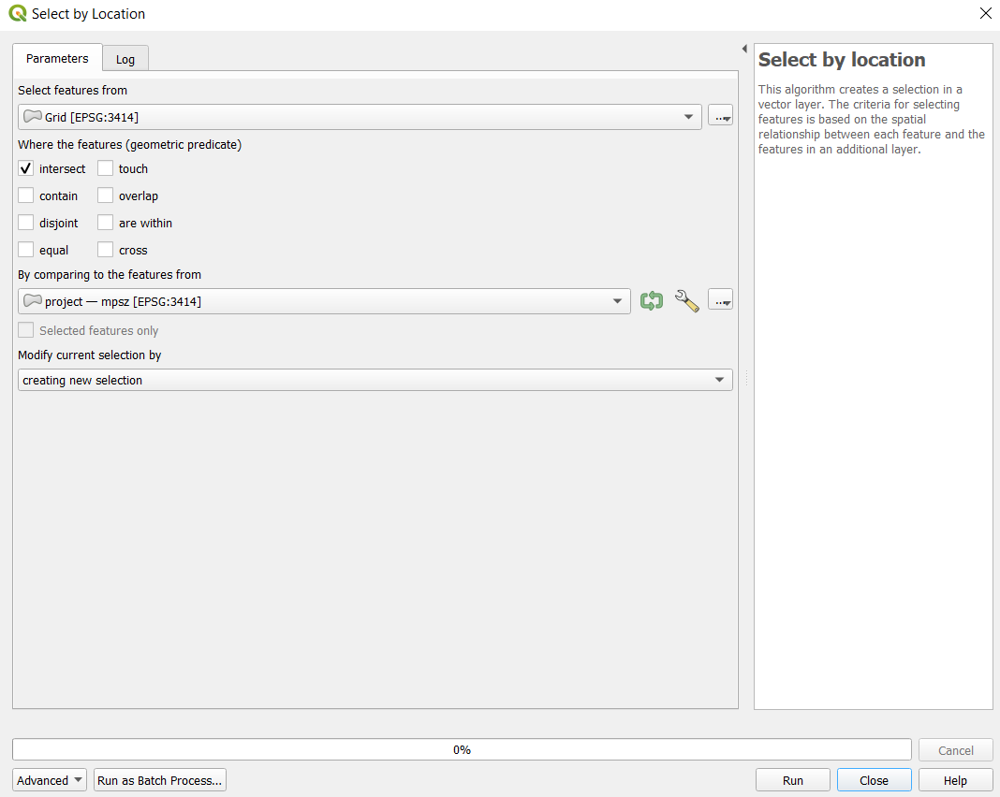 Select by Location
Parameters
Log
Select features from
Grid [EPSG:3414]
...
Where the features (geometric predicate)
intersect
touch
contain
overlap
disjoint
are within
equal
cross
By comparing to the features from
project — mpsz [EPSG:3414]
...
Selected features only
Modify current selection by
creating new selection
Select by location
This algorithm creates a selection in a
vector layer. The criteria for selecting
features is based on the spatial
relationship between each feature and the
features in an additional layer.
0%
Cancel
Advanced
Run as Batch Process...
Run
Close
Help